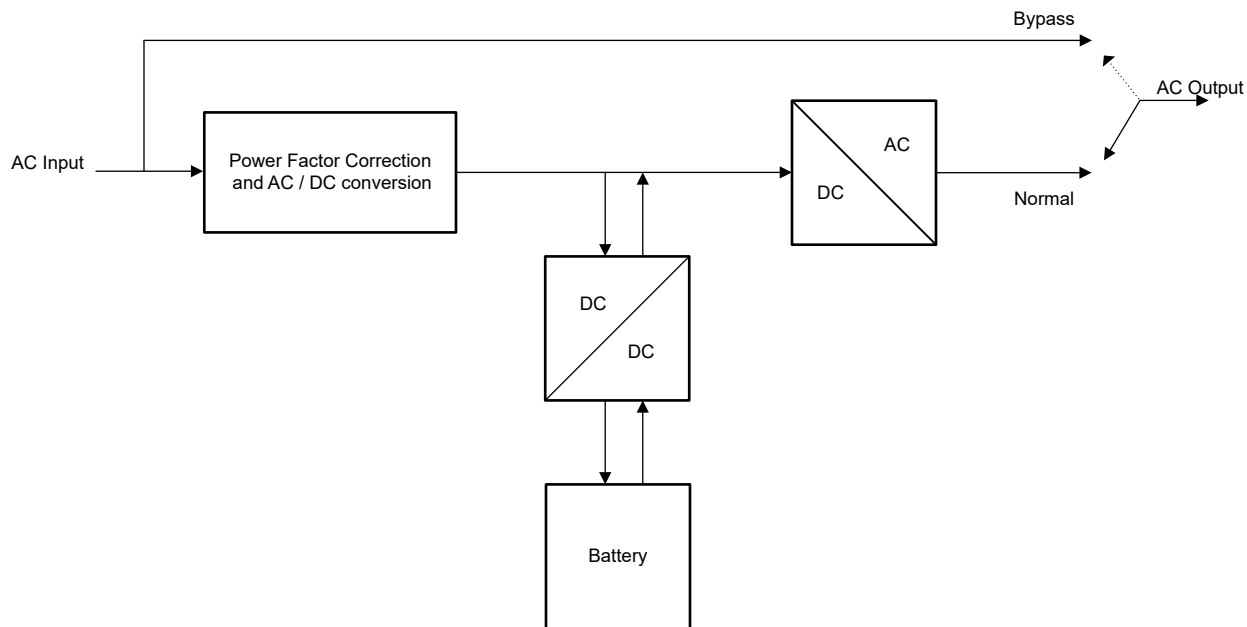 Bypass
AC Output
AC Input
Power Factor Correction
and AC / DC conversion
AC
DC
Normal
DC
DC
Battery